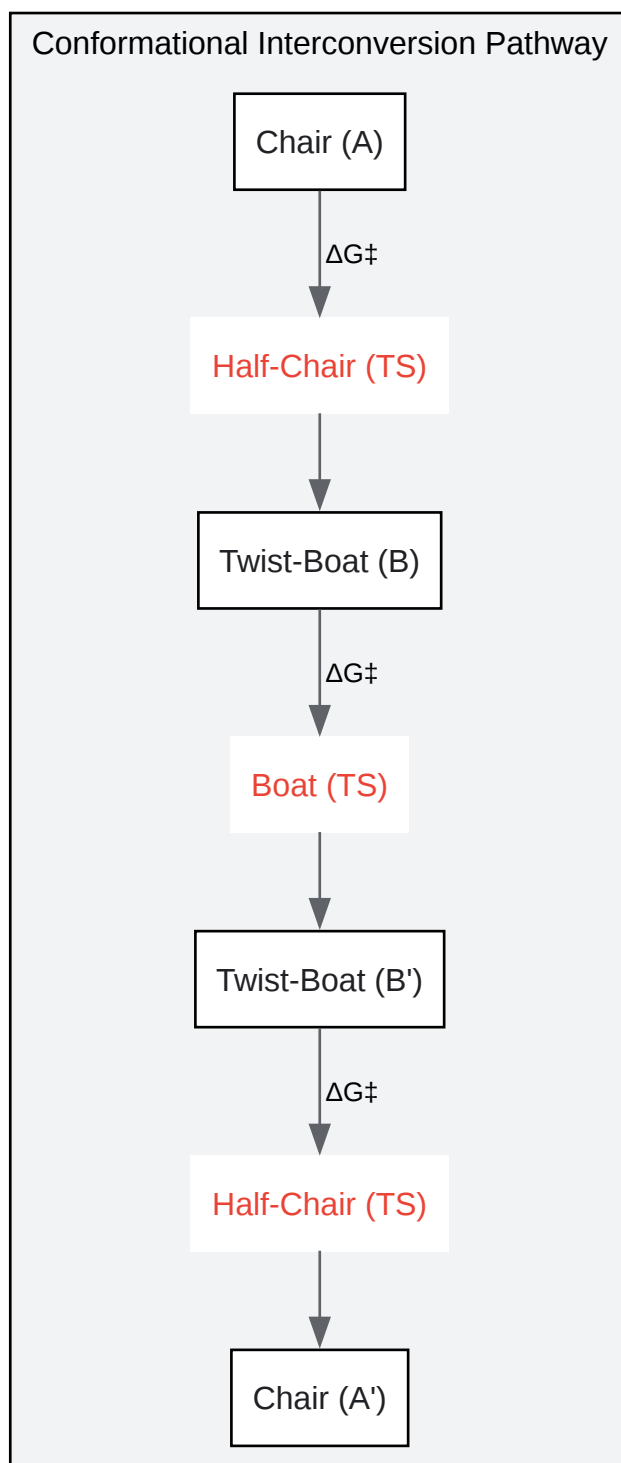 Conformational Interconversion Pathway
Chair (A)
ΔG‡
Half-Chair (TS)
Twist-Boat (B)
ΔG‡
Boat (TS)
Twist-Boat (B')
ΔG‡
Half-Chair (TS)
Chair (A')